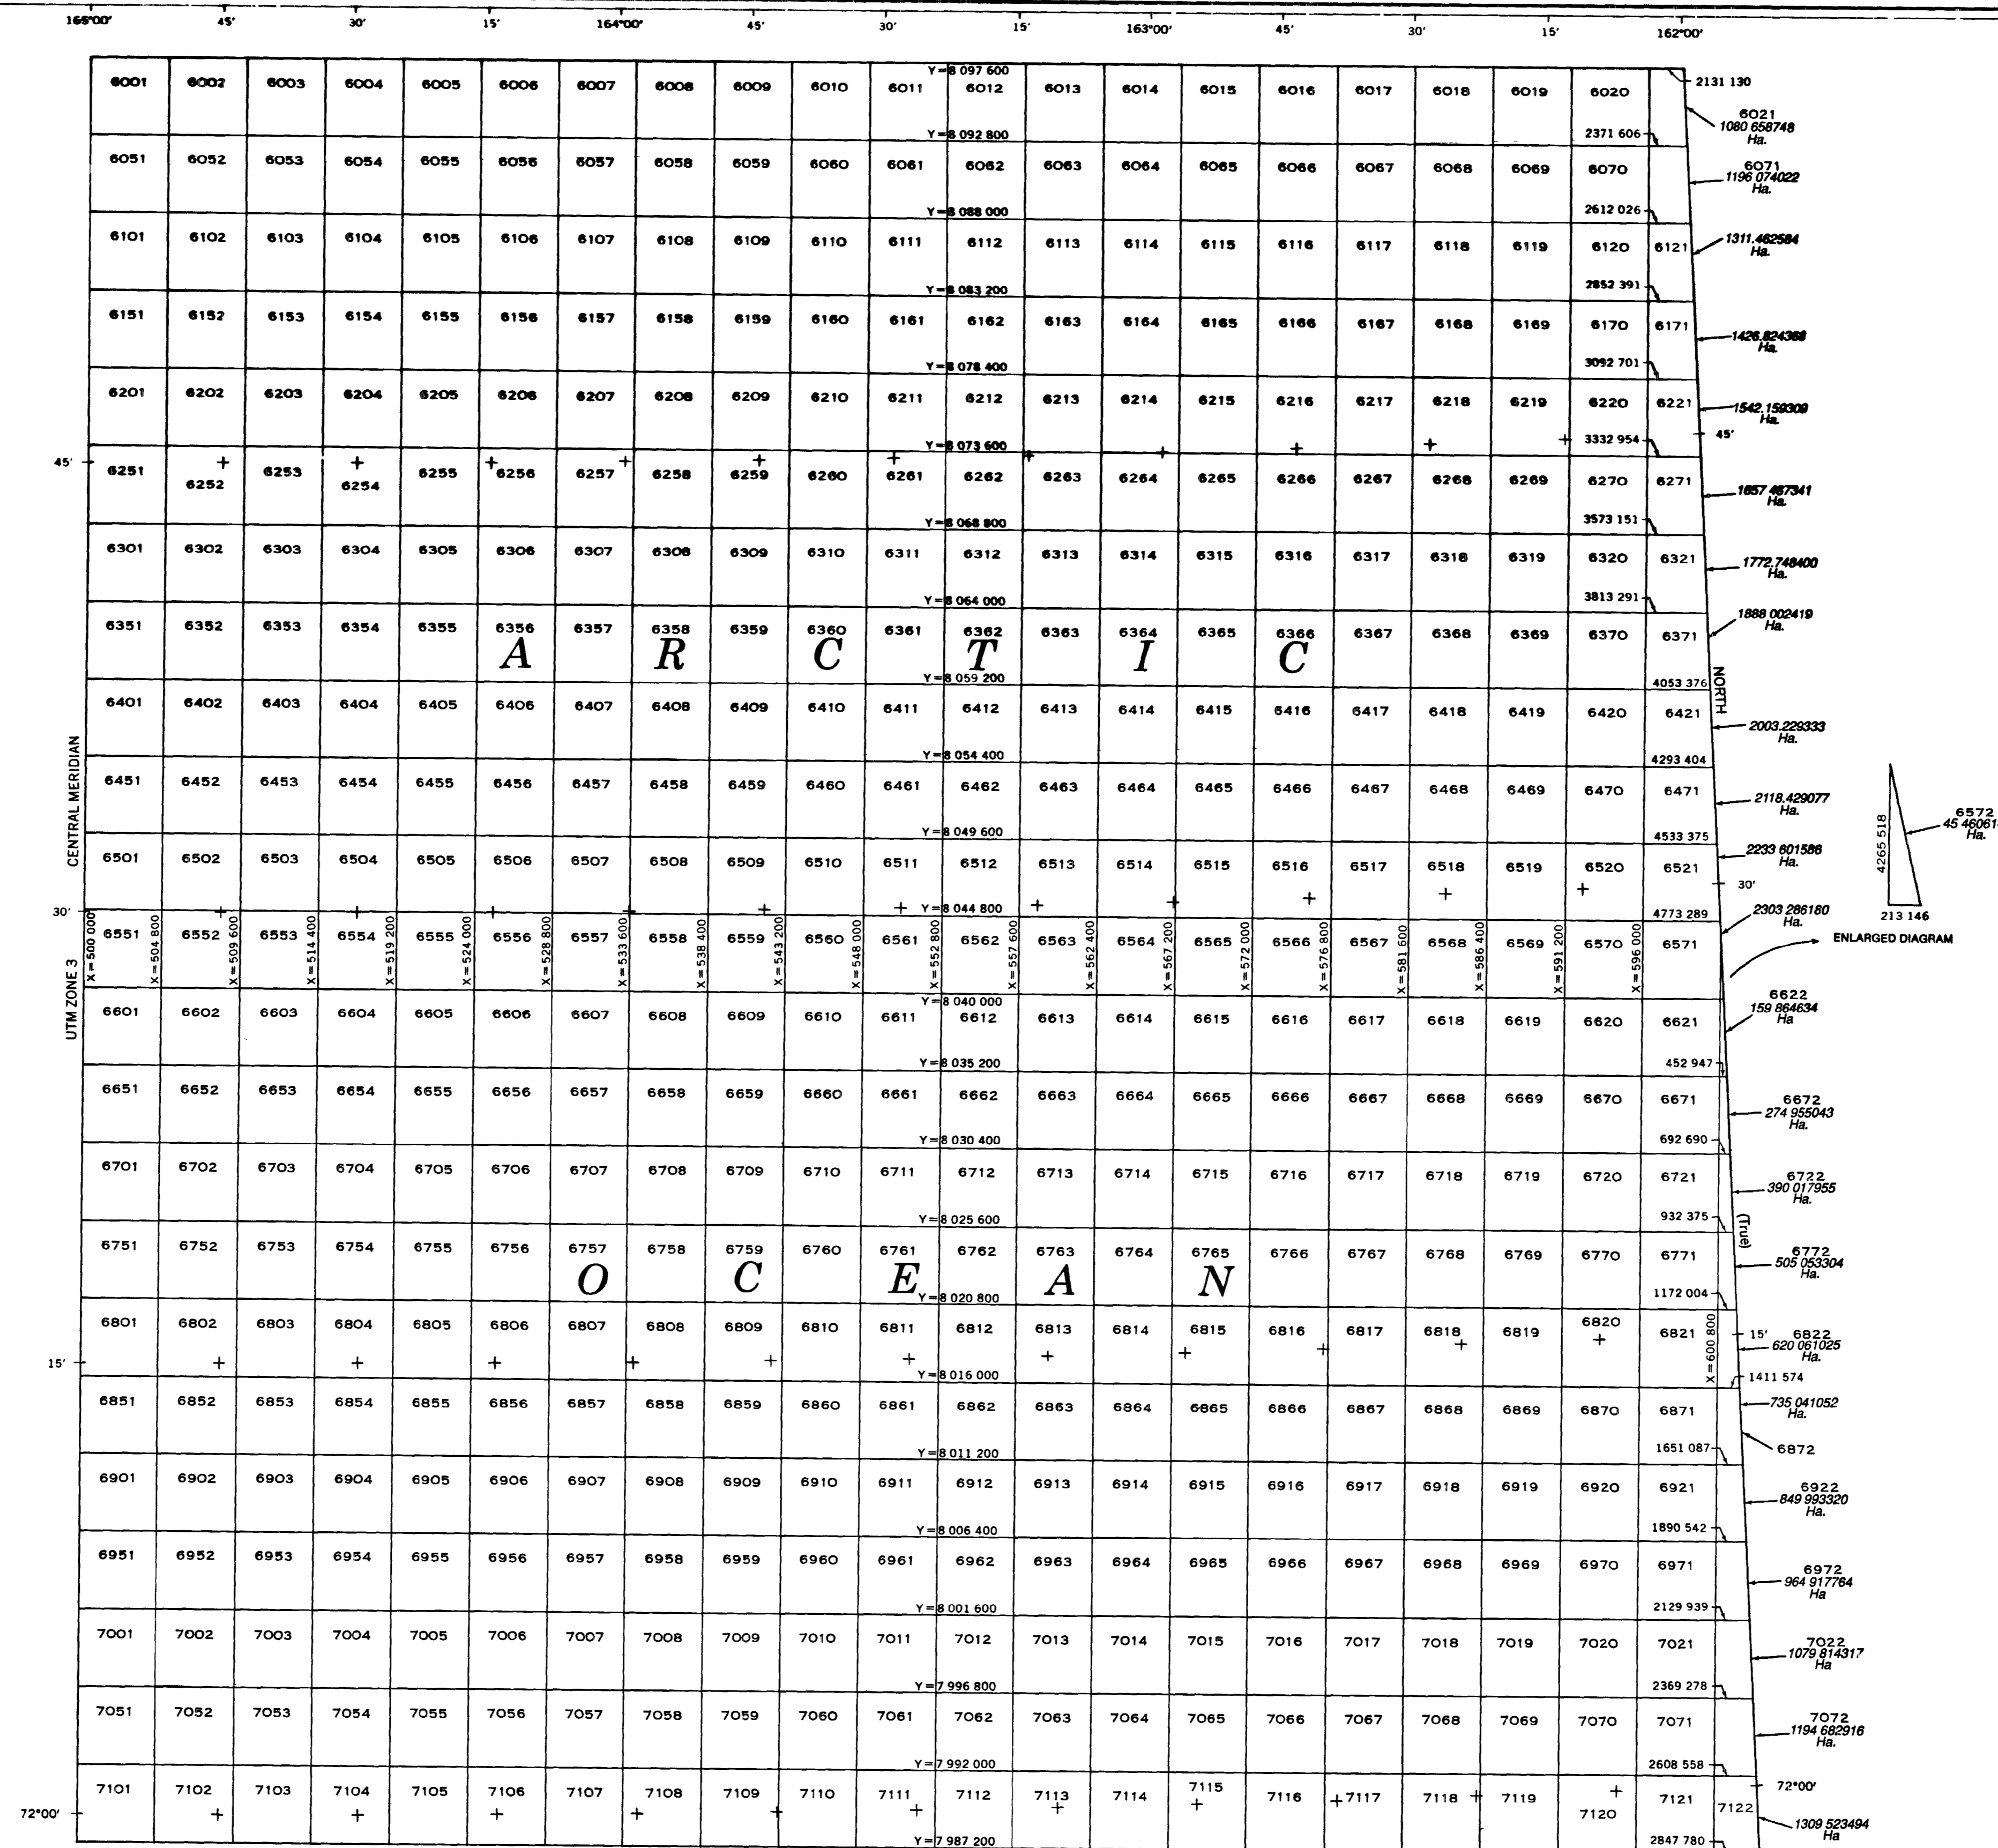 165°00′ 45′ 30′ 15′ 164°00′ 45′ 30′ 15′ 163°00′ 45′ 30′ 15′ 162°00′
Y=8 097 600
6001 6002 6003 6004 6005 6006 6007 6008 6009 6010 6011 6012 6013 6014 6015 6016 6017 6018 6019 6020
2131 130
6021
1080 658748
Ha.
Y=8 092 800 2371 606
6051 6052 6053 6054 6055 6056 6057 6058 6059 6060 6061 6062 6063 6064 6065 6066 6067 6068 6069 6070
6071
1196 074022
Ha.
Y=8 088 000 2612 026
6101 6102 6103 6104 6105 6106 6107 6108 6109 6110 6111 6112 6113 6114 6115 6116 6117 6118 6119 6120 6121
1311.462584
Ha.
Y=8 083 200 2852 391
6151 6152 6153 6154 6155 6156 6157 6158 6159 6160 6161 6162 6163 6164 6165 6166 6167 6168 6169 6170 6171
1426.824368
Ha.
Y=8 078 400 3092 701
6201 6202 6203 6204 6205 6206 6207 6208 6209 6210 6211 6212 6213 6214 6215 6216 6217 6218 6219 6220 6221
1542.159309
Ha.
Y=8 073 600 3332 954
45′ 45′
6251 6252 6253 6254 6255 6256 6257 6258 6259 6260 6261 6262 6263 6264 6265 6266 6267 6268 6269 6270 6271
1657 467341
Ha.
Y=8 068 800 3573 151
6301 6302 6303 6304 6305 6306 6307 6308 6309 6310 6311 6312 6313 6314 6315 6316 6317 6318 6319 6320 6321
1772.748400
Ha.
Y=8 064 000 3813 291
6351 6352 6353 6354 6355 6356 6357 6358 6359 6360 6361 6362 6363 6364 6365 6366 6367 6368 6369 6370 6371
1888 002419
Ha.
ARCTIC
Y=8 059 200 4053 376
NORTH
6401 6402 6403 6404 6405 6406 6407 6408 6409 6410 6411 6412 6413 6414 6415 6416 6417 6418 6419 6420 6421
2003.229333
Ha.
Y=8 054 400 4293 404
CENTRAL MERIDIAN
6451 6452 6453 6454 6455 6456 6457 6458 6459 6460 6461 6462 6463 6464 6465 6466 6467 6468 6469 6470 6471
2118.429077
Ha.
Y=8 049 600 4533 375
6501 6502 6503 6504 6505 6506 6507 6508 6509 6510 6511 6512 6513 6514 6515 6516 6517 6518 6519 6520 6521
2233 601586
Ha.
4265 518
6572
Ha.
213 146
ENLARGED DIAGRAM
30′ 30′
Y=8 044 800 4773 289
6551 6552 6553 6554 6555 6556 6557 6558 6559 6560 6561 6562 6563 6564 6565 6566 6567 6568 6569 6570 6571
2303 286180
Ha.
X=500 000 X=504 800 X=509 600 X=514 400 X=519 200 X=524 000 X=528 800 X=533 600 X=538 400 X=543 200 X=548 000 X=552 800 X=557 600 X=562 400 X=567 200 X=572 000 X=576 800 X=581 600 X=586 400 X=591 200 X=596 000
UTM ZONE 3
Y=8 040 000
6601 6602 6603 6604 6605 6606 6607 6608 6609 6610 6611 6612 6613 6614 6615 6616 6617 6618 6619 6620 6621
6622
159 864634
Ha
Y=8 035 200 452 947
6651 6652 6653 6654 6655 6656 6657 6658 6659 6660 6661 6662 6663 6664 6665 6666 6667 6668 6669 6670 6671
6672
274 955043
Ha.
Y=8 030 400 692 690
6701 6702 6703 6704 6705 6706 6707 6708 6709 6710 6711 6712 6713 6714 6715 6716 6717 6718 6719 6720 6721
6722
390 017955
Ha.
Y=8 025 600 932 375
(True)
6751 6752 6753 6754 6755 6756 6757 6758 6759 6760 6761 6762 6763 6764 6765 6766 6767 6768 6769 6770 6771
6772
505 053304
Ha.
OCEAN
Y=8 020 800 1172 004
6801 6802 6803 6804 6805 6806 6807 6808 6809 6810 6811 6812 6813 6814 6815 6816 6817 6818 6819 6820 6821
X=600 800
15′ 15′
6822
620 061025
Ha.
Y=8 016 000 1411 574
6851 6852 6853 6854 6855 6856 6857 6858 6859 6860 6861 6862 6863 6864 6865 6866 6867 6868 6869 6870 6871
735 041052
Ha.
6872
Y=8 011 200 1651 087
6901 6902 6903 6904 6905 6906 6907 6908 6909 6910 6911 6912 6913 6914 6915 6916 6917 6918 6919 6920 6921
6922
849 993320
Ha.
Y=8 006 400 1890 542
6951 6952 6953 6954 6955 6956 6957 6958 6959 6960 6961 6962 6963 6964 6965 6966 6967 6968 6969 6970 6971
6972
964 917764
Ha
Y=8 001 600 2129 939
7001 7002 7003 7004 7005 7006 7007 7008 7009 7010 7011 7012 7013 7014 7015 7016 7017 7018 7019 7020 7021
7022
1079 814317
Ha
Y=7 996 800 2369 278
7051 7052 7053 7054 7055 7056 7057 7058 7059 7060 7061 7062 7063 7064 7065 7066 7067 7068 7069 7070 7071
7072
1194 682916
Ha.
Y=7 992 000 2608 558
72°00′ 72°00′
7101 7102 7103 7104 7105 7106 7107 7108 7109 7110 7111 7112 7113 7114 7115 7116 7117 7118 7119 7120 7121 7122
1309 523494
Ha
Y=7 987 200 2847 780